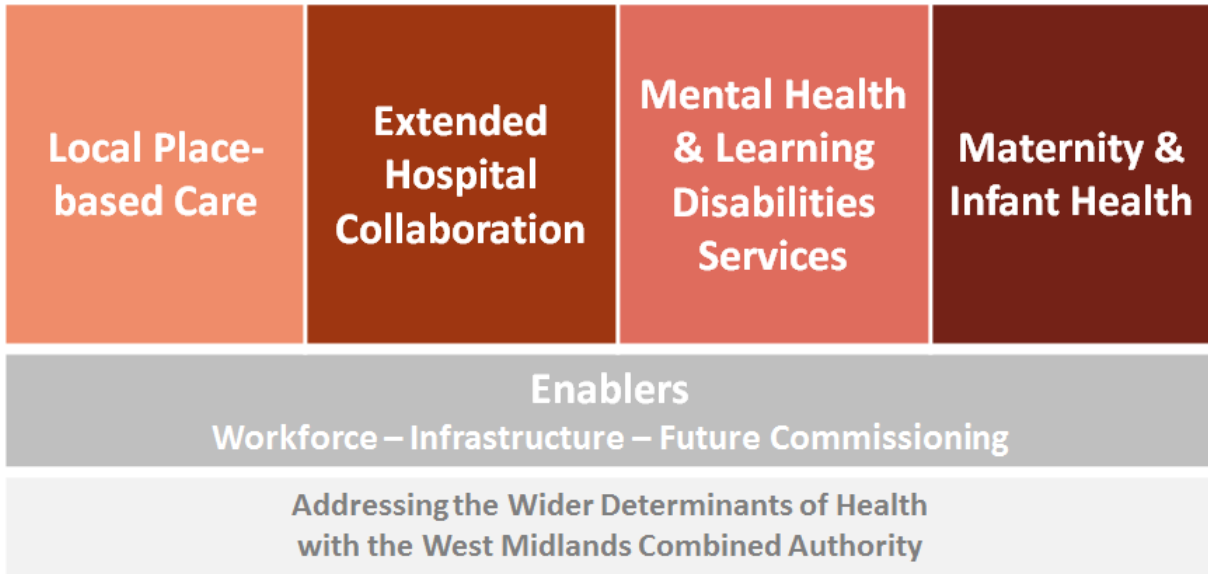 Local Place-
based Care
Extended
Hospital
Collaboration
Mental Health
& Learning
Disabilities
Services
Maternity &
Infant Health
Enablers
Workforce – Infrastructure – Future Commissioning
Addressing the Wider Determinants of Health
with the West Midlands Combined Authority